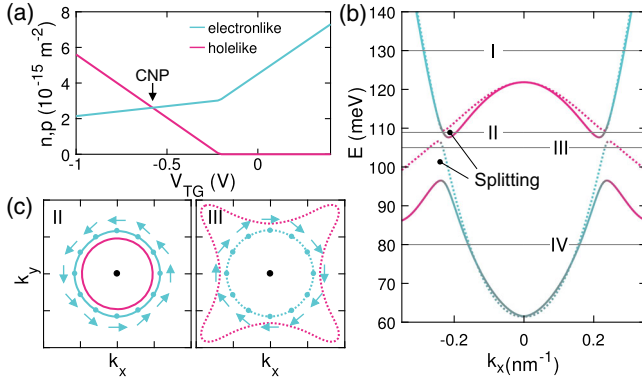 (a)
8
6
4
2
0
n,p (10⁻¹⁵ m⁻²)
electronlike
holelike
CNP
-1
-0.5
0
V_TG (V)
(b)
140
130
120
110
100
90
80
70
60
E (meV)
I
II
III
Splitting
IV
-0.2
0
0.2
k_x(nm⁻¹)
(c)
II
III
k_y
k_x
k_x